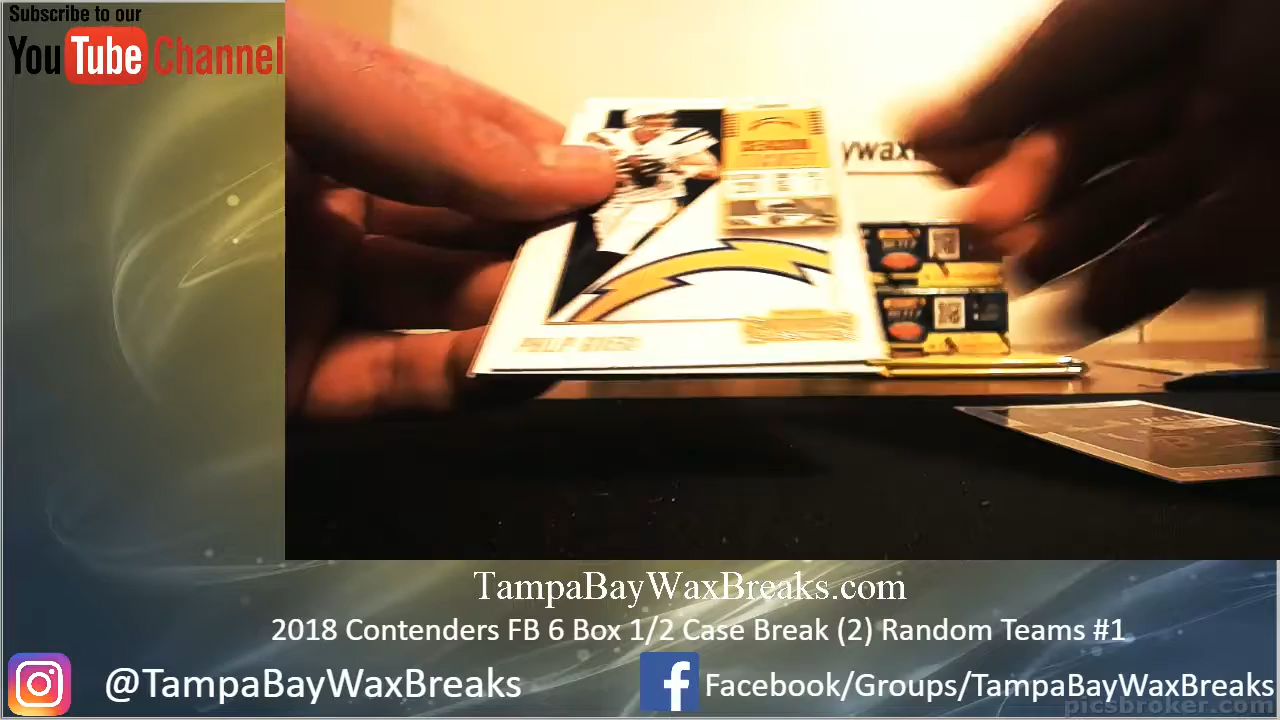 Subscribe to our
YouTube Channel
ywax
TampaBayWaxBreaks.com
2018 Contenders FB 6 Box 1/2 Case Break (2) Random Teams #1
@TampaBayWaxBreaks
Facebook/Groups/TampaBayWaxBreaks
picsbroker.com